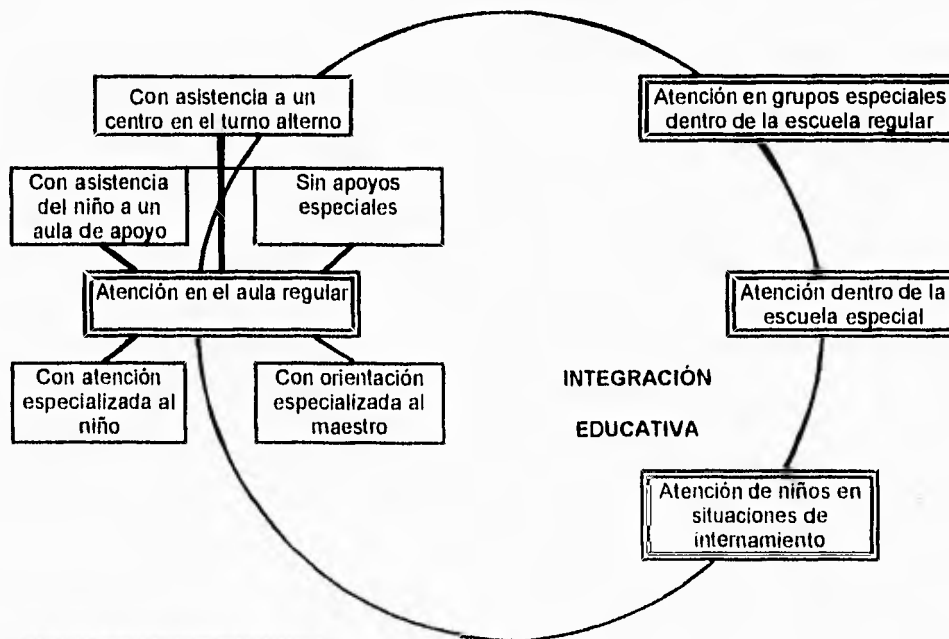 Con asistencia a un
centro en el turno alterno
Atención en grupos especiales
dentro de la escuela regular
Con asistencia
del niño a un
aula de apoyo
Sin apoyos
especiales
Atención en el aula regular
Atención dentro de la
escuela especial
Con atención
especializada al
niño
Con orientación
especializada al
maestro
INTEGRACIÓN
EDUCATIVA
Atención de niños en
situaciones de
internamiento